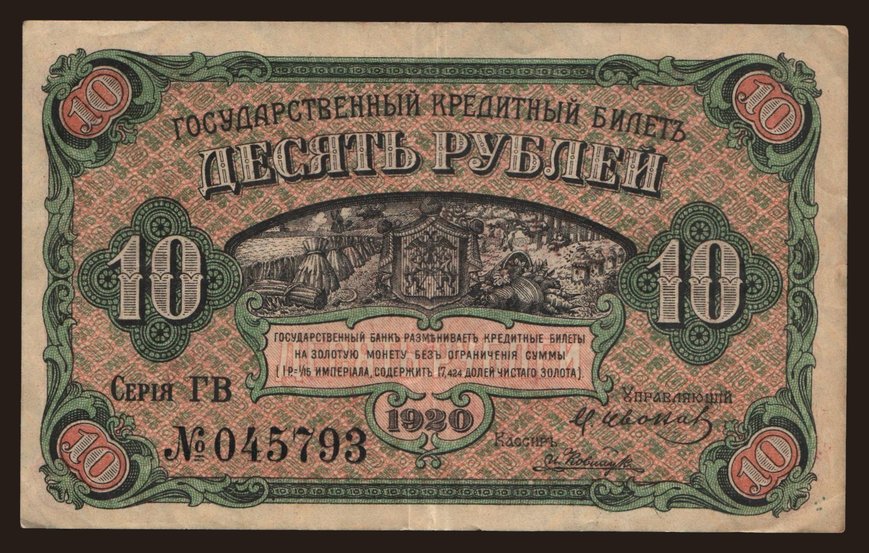 10 10
ГОСУДАРСТВЕННЫЙ КРЕДИТНЫЙ БИЛЕТЪ
ДЕСЯТЬ РУБЛЕЙ
10 10
ГОСУДАРСТВЕННЫЙ БАНКЪ РАЗМѢНИВАЕТЪ КРЕДИТНЫЕ БИЛЕТЫ
НА ЗОЛОТУЮ МОНЕТУ БЕЗЪ ОГРАНИЧЕНІЯ СУММЫ
(1 Р.= 1/15 ИМПЕРІАЛА, СОДЕРЖИТЪ 17,424 ДОЛЕЙ ЧИСТАГО ЗОЛОТА)
СЕРІЯ ГВ
УПРАВЛЯЮЩІЙ
1920
№ 045793
КАССИРЪ
10 10